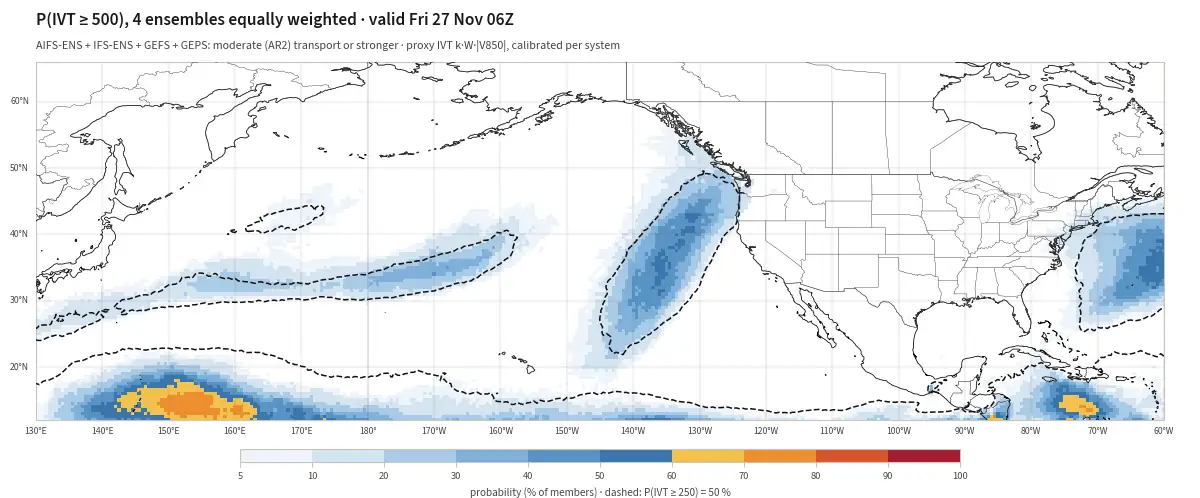 P(IVT ≥ 500), 4 ensembles equally weighted · valid Fri 27 Nov 06Z
AIFS-ENS + IFS-ENS + GEFS + GEPS: moderate (AR2) transport or stronger · proxy IVT k·W·|V850|, calibrated per system
60°N
50°N
40°N
30°N
20°N
130°E 140°E 150°E 160°E 170°E 180° 170°W 160°W 150°W 140°W 130°W 120°W 110°W 100°W 90°W 80°W 70°W 60°W
5 10 20 30 40 50 60 70 80 90 100
probability (% of members) · dashed: P(IVT ≥ 250) = 50 %